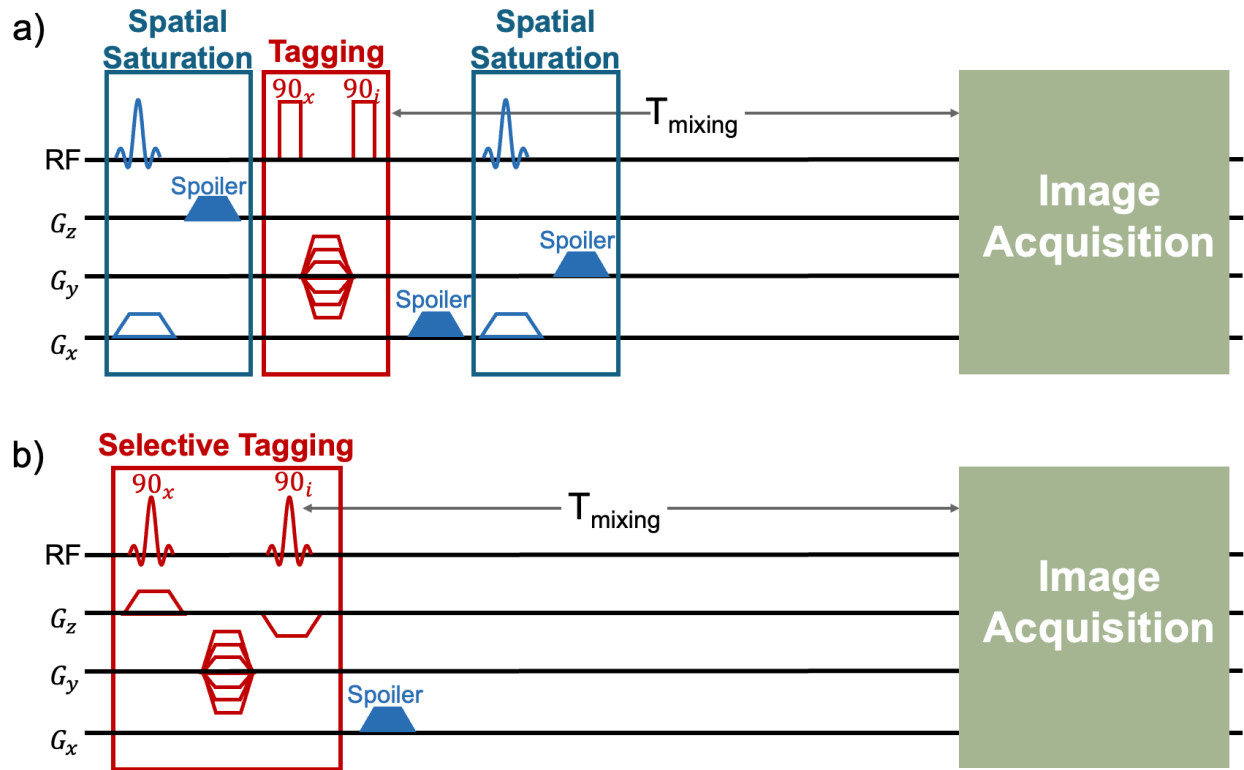 a)
Spatial
Saturation
Tagging
Spatial
Saturation
90x
90i
Tmixing
RF
Spoiler
Gz
Spoiler
Gy
Spoiler
Gx
Image
Acquisition
b)
Selective Tagging
90x
90i
Tmixing
RF
Gz
Gy
Spoiler
Gx
Image
Acquisition